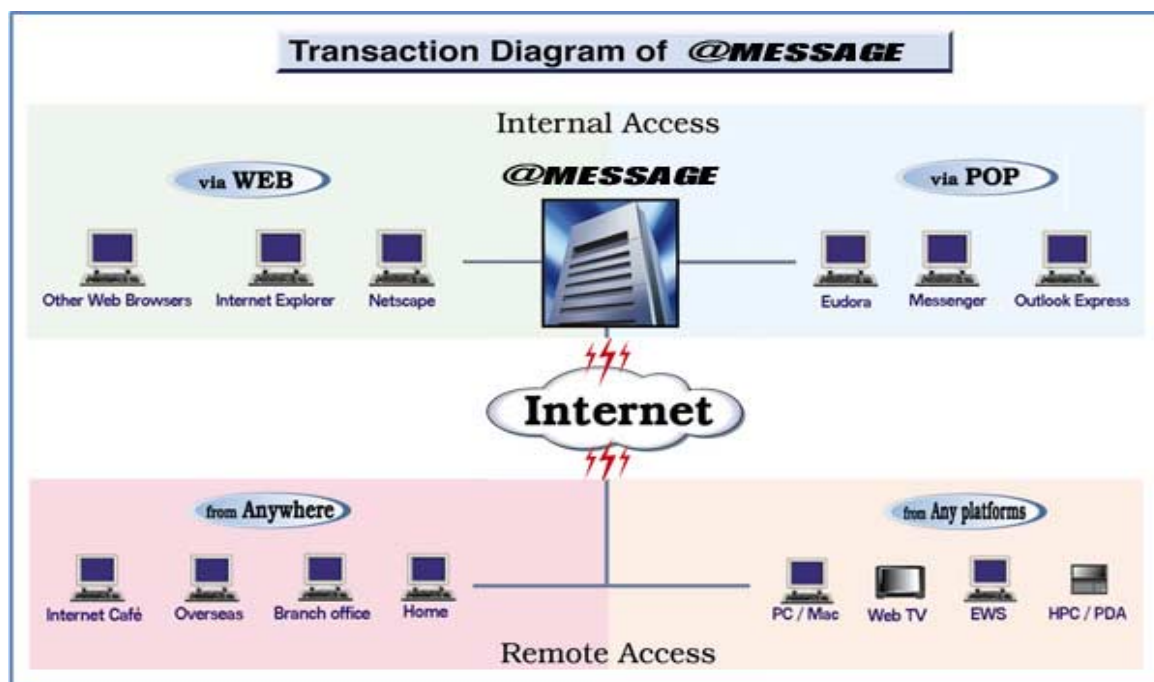 Transaction Diagram of @MESSAGE
Internal Access
via WEB
@MESSAGE
via POP
Other Web Browsers
Internet Explorer
Netscape
Eudora
Messenger
Outlook Express
Internet
from Anywhere
from Any platforms
Internet Café
Overseas
Branch office
Home
PC / Mac
Web TV
EWS
HPC / PDA
Remote Access